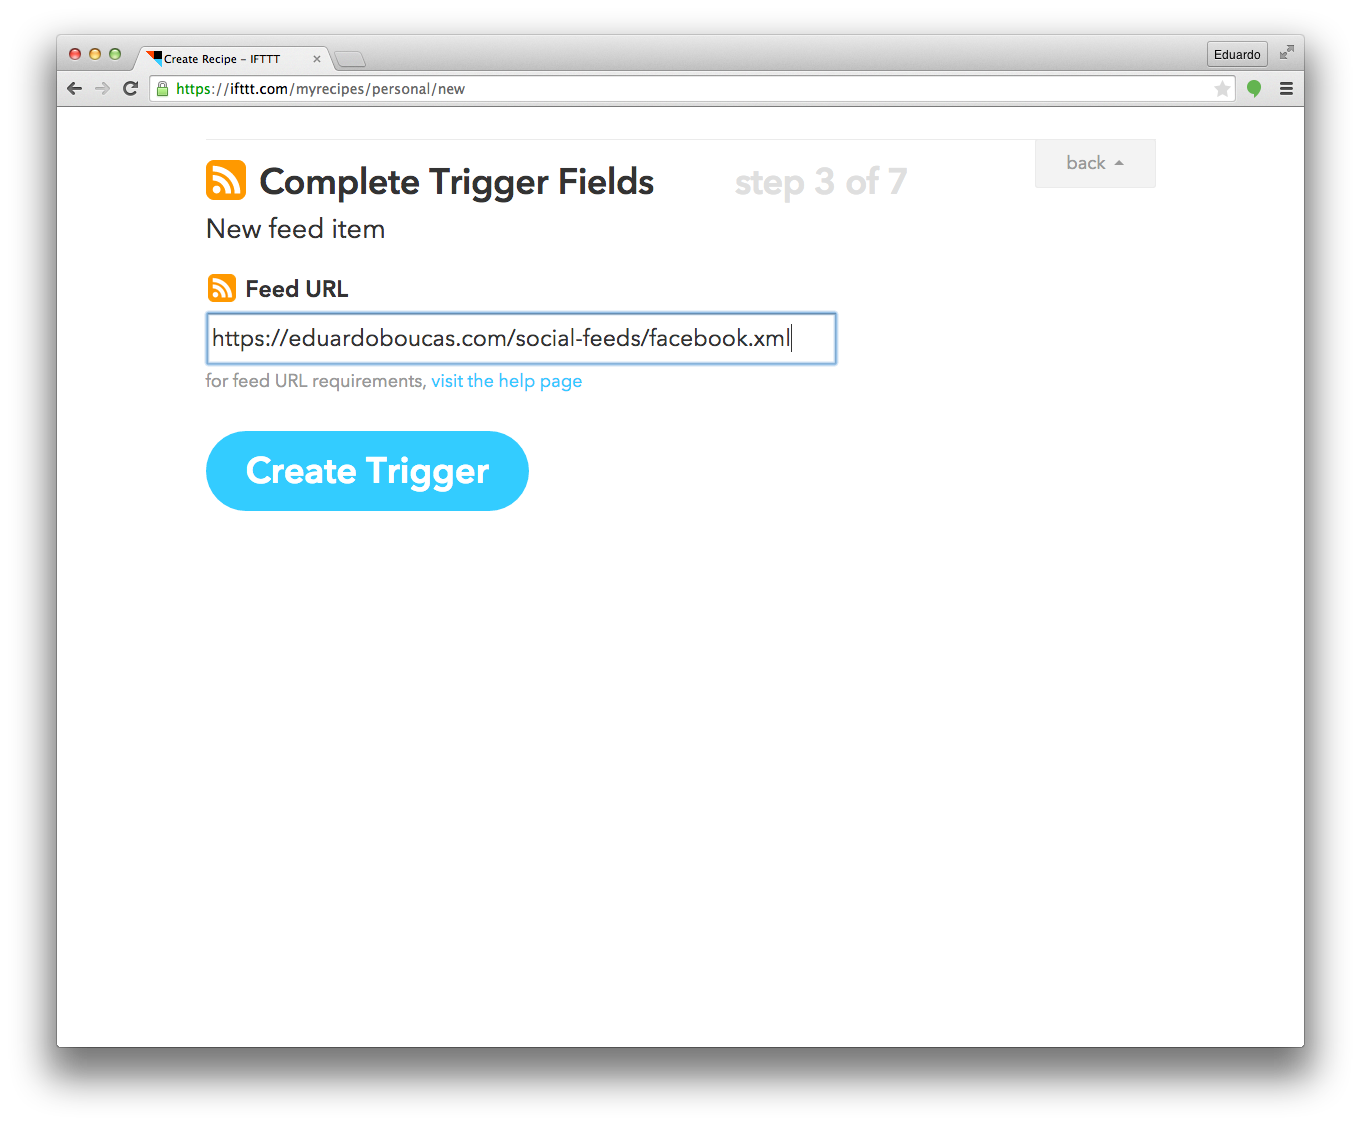 Create Recipe – IFTTT
Eduardo
https://ifttt.com/myrecipes/personal/new
back
Complete Trigger Fields step 3 of 7
New feed item
Feed URL
https://eduardoboucas.com/social-feeds/facebook.xml
for feed URL requirements, visit the help page
Create Trigger